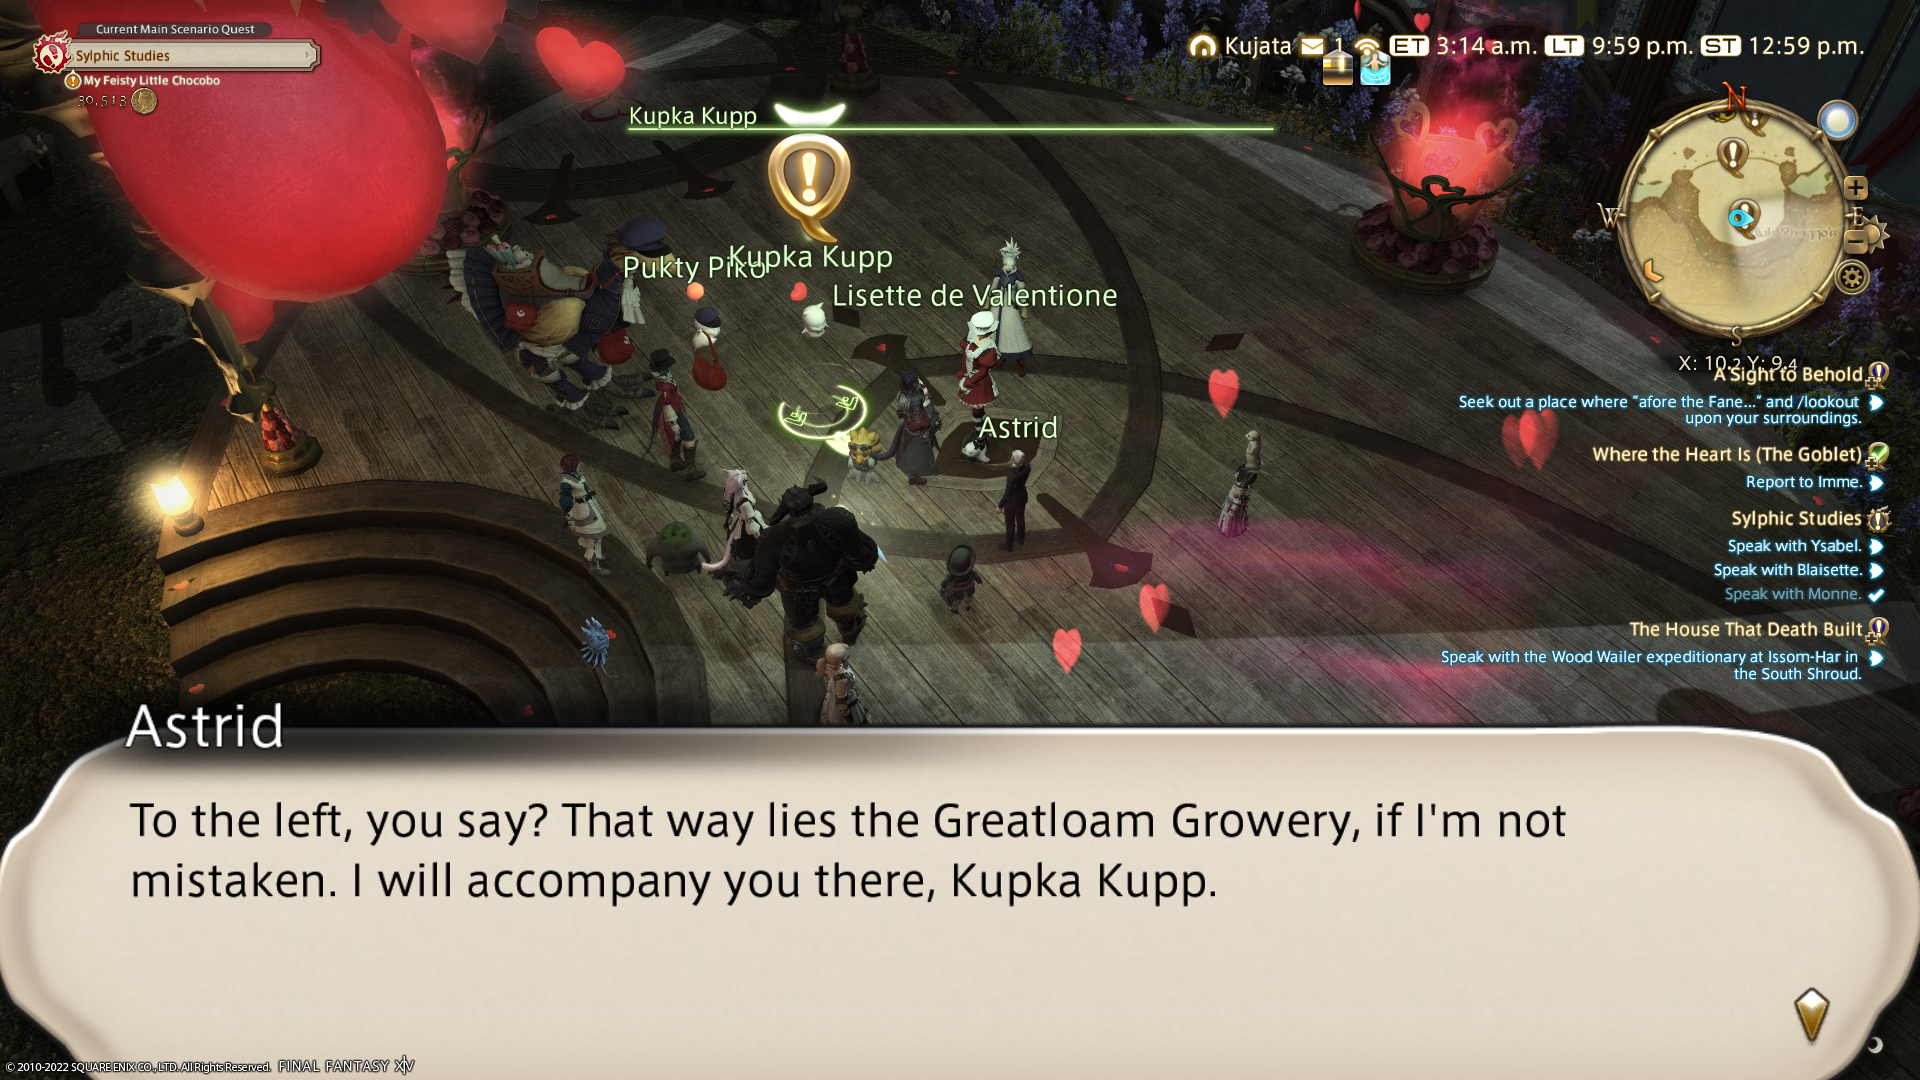 Current Main Scenario Quest
Sylphic Studies
My Feisty Little Chocobo
30,513
Kujata 1 ET 3:14 a.m. LT 9:59 p.m. ST 12:59 p.m.
Kupka Kupp
N
W
E
S
X: 10.2 Y: 9.4
Kupka Kupp
Pukty Piko
Lisette de Valentione
Astrid
A Sight to Behold
Seek out a place where "afore the Fane..." and /lookout
upon your surroundings.
Where the Heart Is (The Goblet)
Report to Imme.
Sylphic Studies
Speak with Ysabel.
Speak with Blaisette.
Speak with Monne.
The House That Death Built
Speak with the Wood Wailer expeditionary at Issom-Har in
the South Shroud.
Astrid
To the left, you say? That way lies the Greatloam Growery, if I'm not
mistaken. I will accompany you there, Kupka Kupp.
© 2010-2022 SQUARE ENIX CO., LTD. All Rights Reserved. FINAL FANTASY XIV